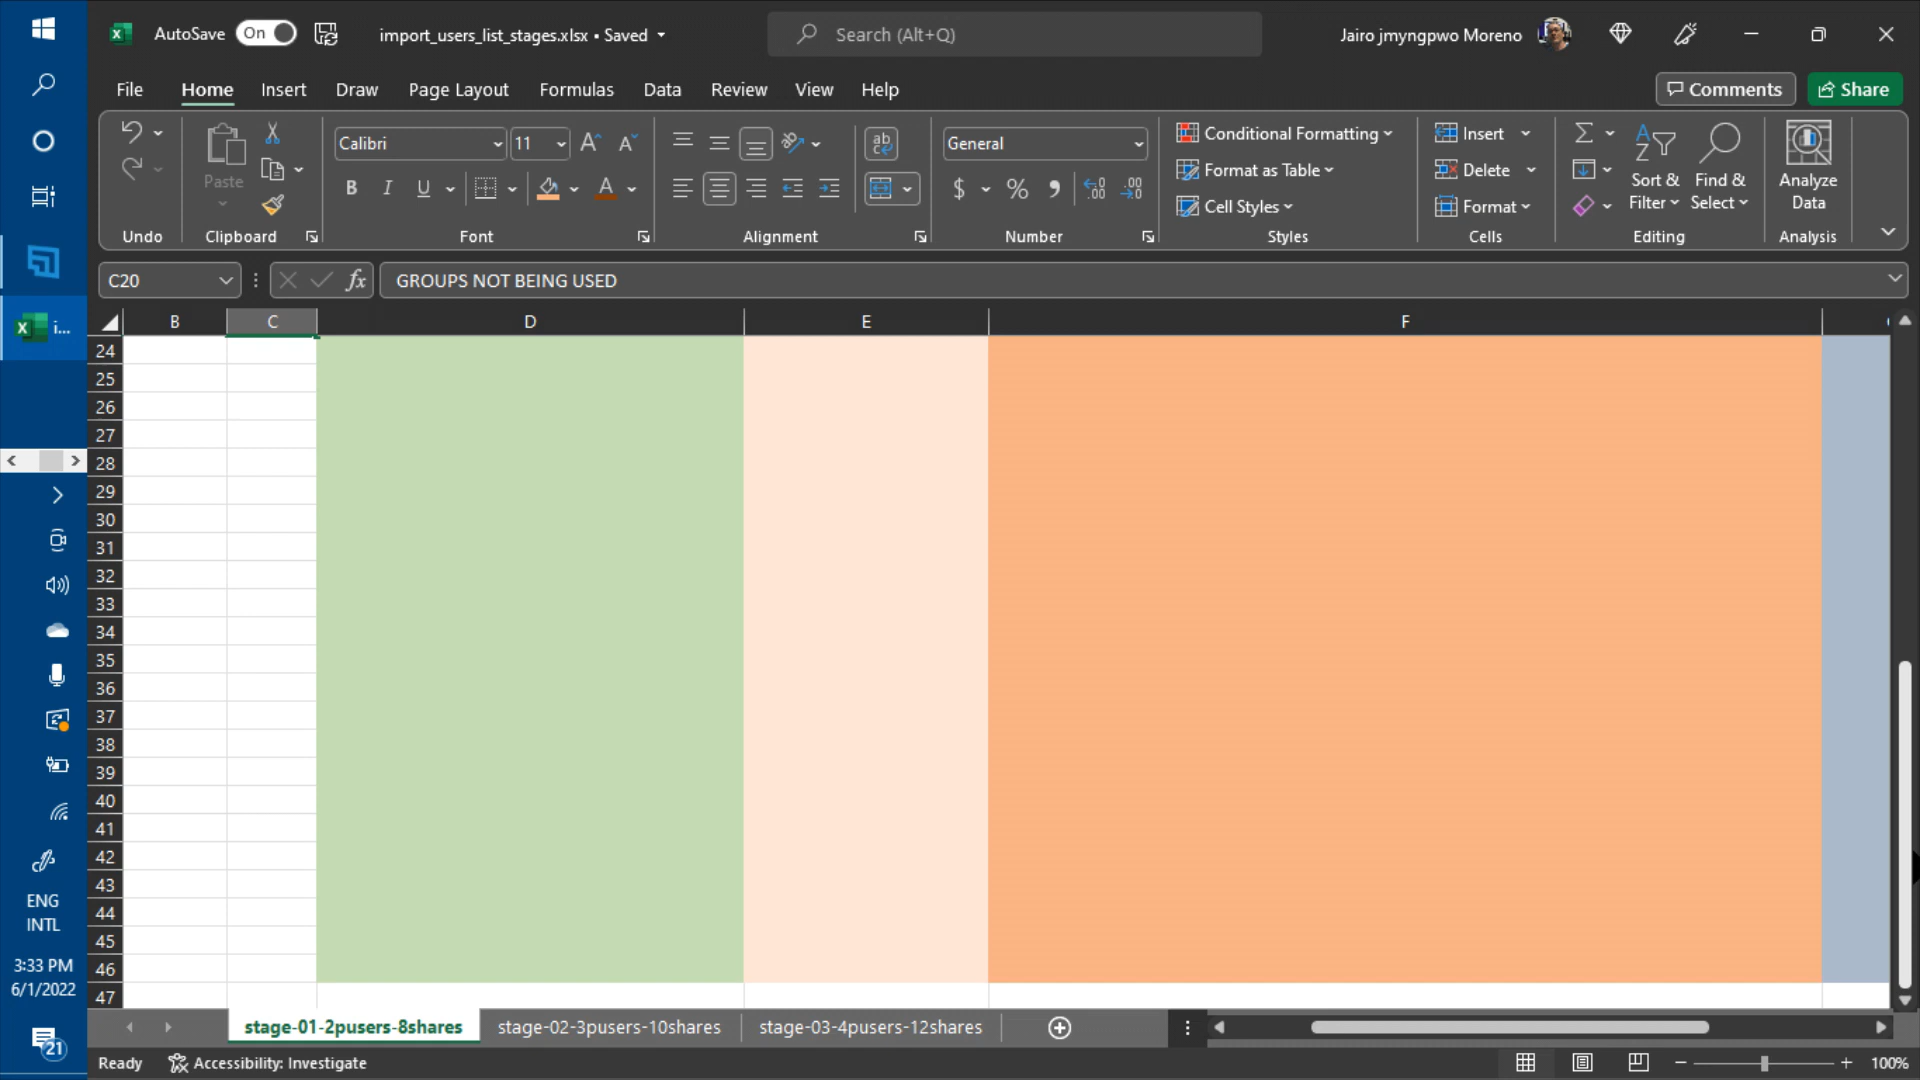 AutoSave On import_users_list_stages.xlsx • Saved Search (Alt+Q) Jairo jmyngpwo Moreno
File Home Insert Draw Page Layout Formulas Data Review View Help Comments Share
Paste
Undo Clipboard
Calibri 11
B I U A
Font
ab
Alignment
General
$ % 9
Number
Conditional Formatting
Format as Table
Cell Styles
Styles
Insert
Delete
Format
Cells
Sort & Filter
Find & Select
Editing
Analyze Data
Analysis
C20 fx GROUPS NOT BEING USED
B C D E F
24
25
26
27
28
29
30
31
32
33
34
35
36
37
38
39
40
41
42
43
44
45
46
47
i...
ENG
INTL
3:33 PM
6/1/2022
21
stage-01-2pusers-8shares stage-02-3pusers-10shares stage-03-4pusers-12shares
Ready Accessibility: Investigate 100%